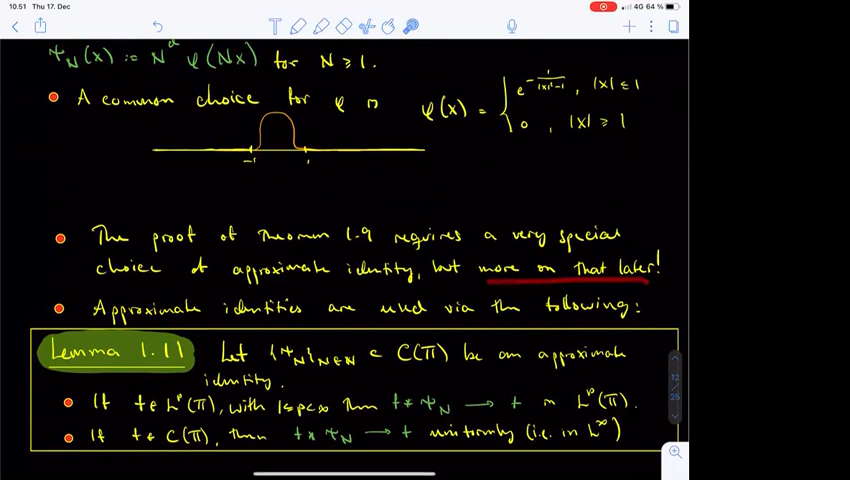 10.51 Thu 17. Dec 4G 64 %
Ψ_N(x) := N^d φ(Nx) for N ≥ 1.
A common choice for φ is φ(x) = { e^{-\frac{1}{|x|²-1}}, |x| ≤ 1
0, |x| ≥ 1
-1 1
The proof of Theorem 1.9 requires a very special
choice of approximate identity, but more on that later!
Approximate identities are used via the following:
Lemma 1.11 Let {Ψ_N}_{N∈ℕ} ⊂ C(Π) be an approximate
identity.
If f ∈ L^p(Π), with 1≤p<∞ then f * Ψ_N → f in L^p(Π).
If f ∈ C(Π), then f * Ψ_N → f uniformly (i.e. in L^∞)
12
25